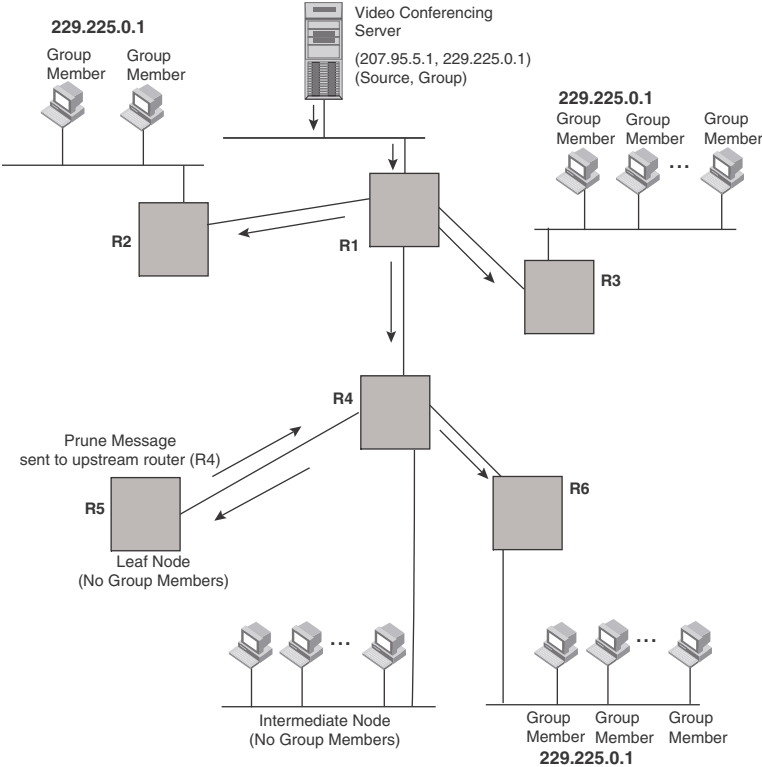 229.225.0.1
Group
Member
Group
Member
Video Conferencing
Server
(207.95.5.1, 229.225.0.1)
(Source, Group)
229.225.0.1
Group
Member
Group
Member
...
Group
Member
R2
R1
R3
R4
Prune Message
sent to upstream router (R4)
R5
Leaf Node
(No Group Members)
R6
...
Intermediate Node
(No Group Members)
...
Group
Member
Group
Member
Group
Member
229.225.0.1